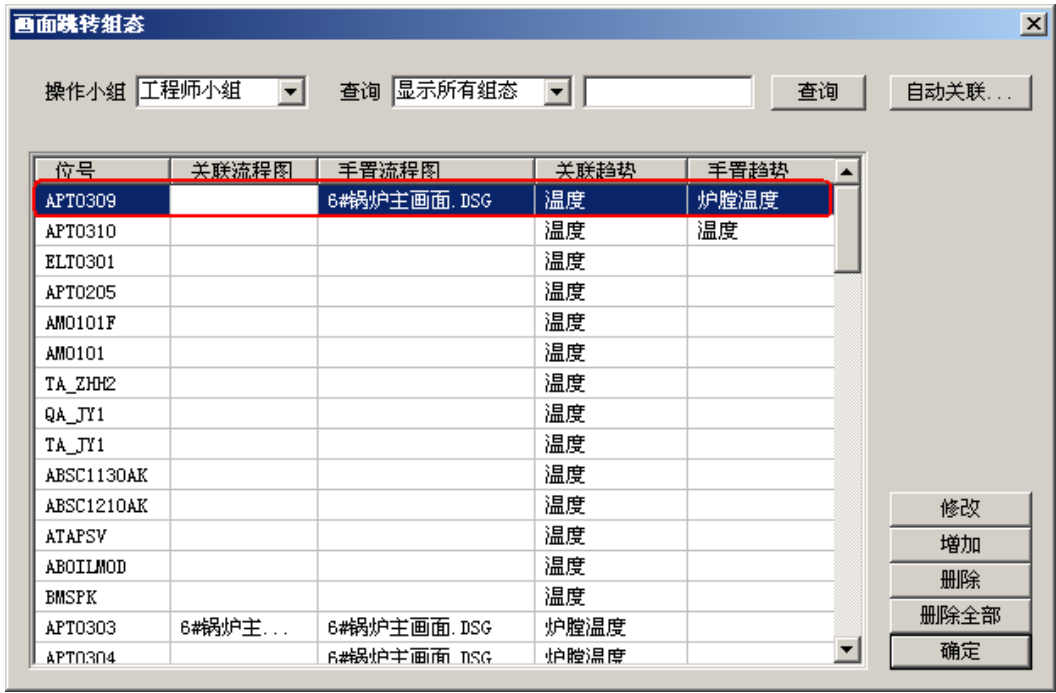 画面跳转组态
操作小组 工程师小组 查询 显示所有组态 查询 自动关联...
位号 关联流程图 手置流程图 关联趋势 手置趋势
APT0309 6#锅炉主画面.DSG 温度 炉膛温度
APT0310 温度 温度
ELT0301 温度
APT0205 温度
AM0101F 温度
AM0101 温度
TA_ZHH2 温度
QA_JY1 温度
TA_JY1 温度
ABSC1130AK 温度
ABSC1210AK 温度
ATAPSV 温度
ABOILMOD 温度
BMSPK 温度
APT0303 6#锅炉主... 6#锅炉主画面.DSG 炉膛温度
APT0304 6#锅炉主画面.DSG 炉膛温度
修改
增加
删除
删除全部
确定